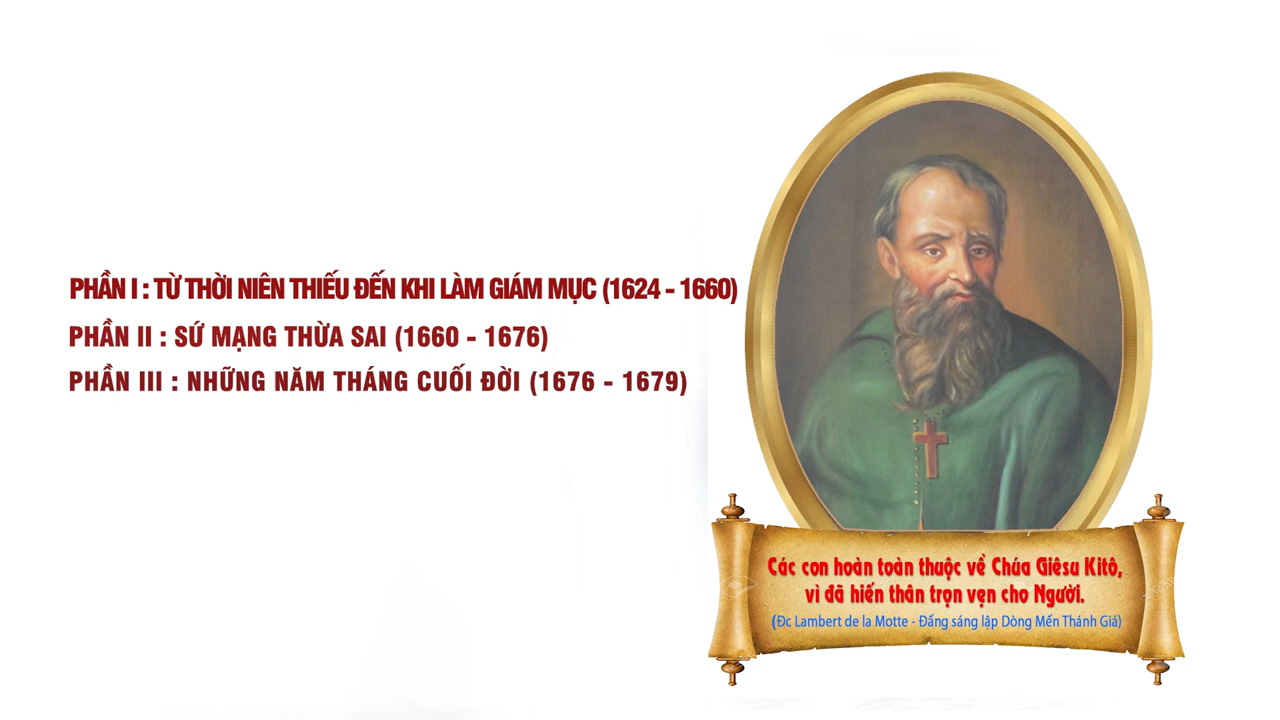 PHẦN I : TỪ THỜI NIÊN THIẾU ĐẾN KHI LÀM GIÁM MỤC (1624 - 1660)
PHẦN II : SỨ MẠNG THỪA SAI (1660 - 1676)
PHẦN III : NHỮNG NĂM THÁNG CUỐI ĐỜI (1676 - 1679)
Các con hoàn toàn thuộc về Chúa Giêsu Kitô,
vì đã hiến thân trọn vẹn cho Người.
(Đc Lambert de la Motte - Đấng sáng lập Dòng Mến Thánh Giá)